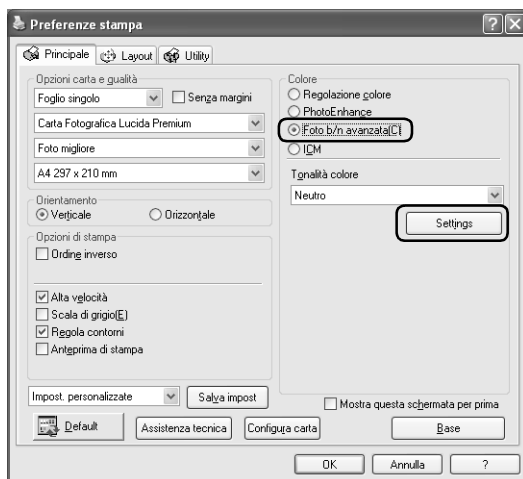 Preferenze stampa
Principale Layout Utility
Opzioni carta e qualità
Foglio singolo Senza margini
Carta Fotografica Lucida Premium
Foto migliore
A4 297 x 210 mm
Orientamento
Verticale Orizzontale
Opzioni di stampa
Ordine inverso
Alta velocità
Scala di grigio(E)
Regola contorni
Anteprima di stampa
Impost. personalizzate Salva impost
Default Assistenza tecnica Configura carta
Colore
Regolazione colore
PhotoEnhance
Foto b/n avanzata(C)
ICM
Tonalità colore
Neutro
Settings
Mostra questa schermata per prima
Base
OK Annulla ?